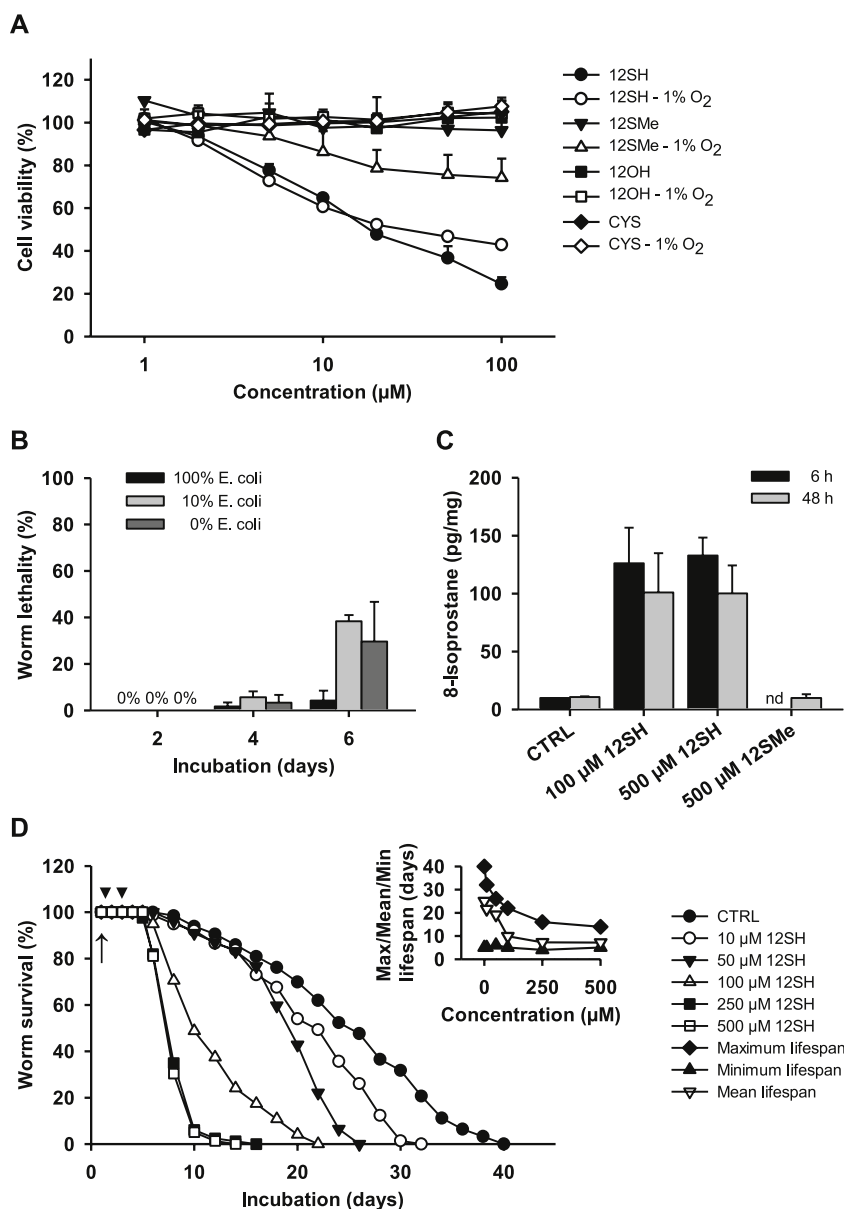 A
Cell viability (%)
120
100
80
60
40
20
0
1
10
100
Concentration (µM)
12SH
12SH - 1% O2
12SMe
12SMe - 1% O2
12OH
12OH - 1% O2
CYS
CYS - 1% O2
B
Worm lethality (%)
100
80
60
40
20
0
100% E. coli
10% E. coli
0% E. coli
0% 0% 0%
2
4
6
Incubation (days)
C
8-Isoprostane (pg/mg)
200
150
100
50
0
6 h
48 h
nd
CTRL
100 µM 12SH
500 µM 12SH
500 µM 12SMe
D
Worm survival (%)
120
100
80
60
40
20
0
0
10
20
30
40
Incubation (days)
Max/Mean/Min
lifespan (days)
40
30
20
10
0
0
250
500
Concentration (µM)
CTRL
10 µM 12SH
50 µM 12SH
100 µM 12SH
250 µM 12SH
500 µM 12SH
Maximum lifespan
Minimum lifespan
Mean lifespan